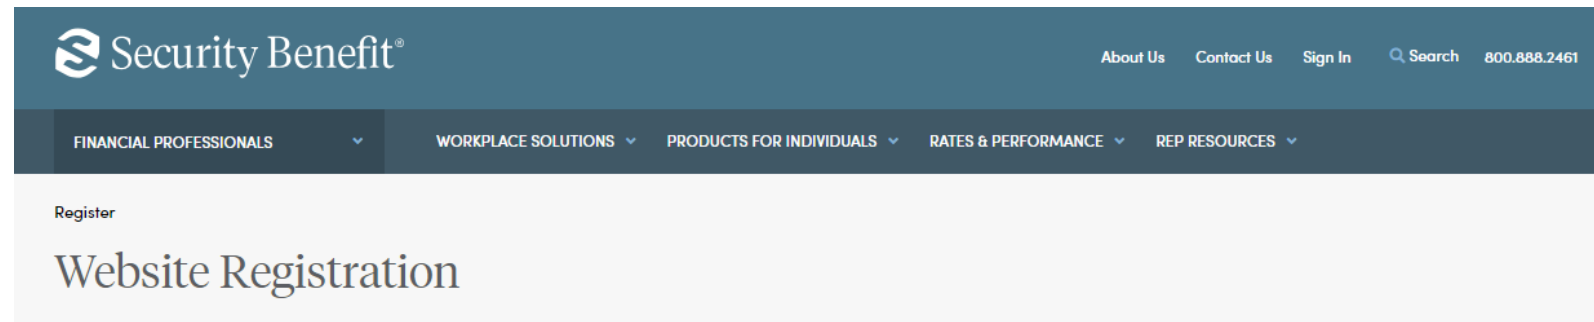 Security Benefit®
About Us Contact Us Sign In Search 800.888.2461
FINANCIAL PROFESSIONALS WORKPLACE SOLUTIONS PRODUCTS FOR INDIVIDUALS RATES & PERFORMANCE REP RESOURCES
Register
Website Registration